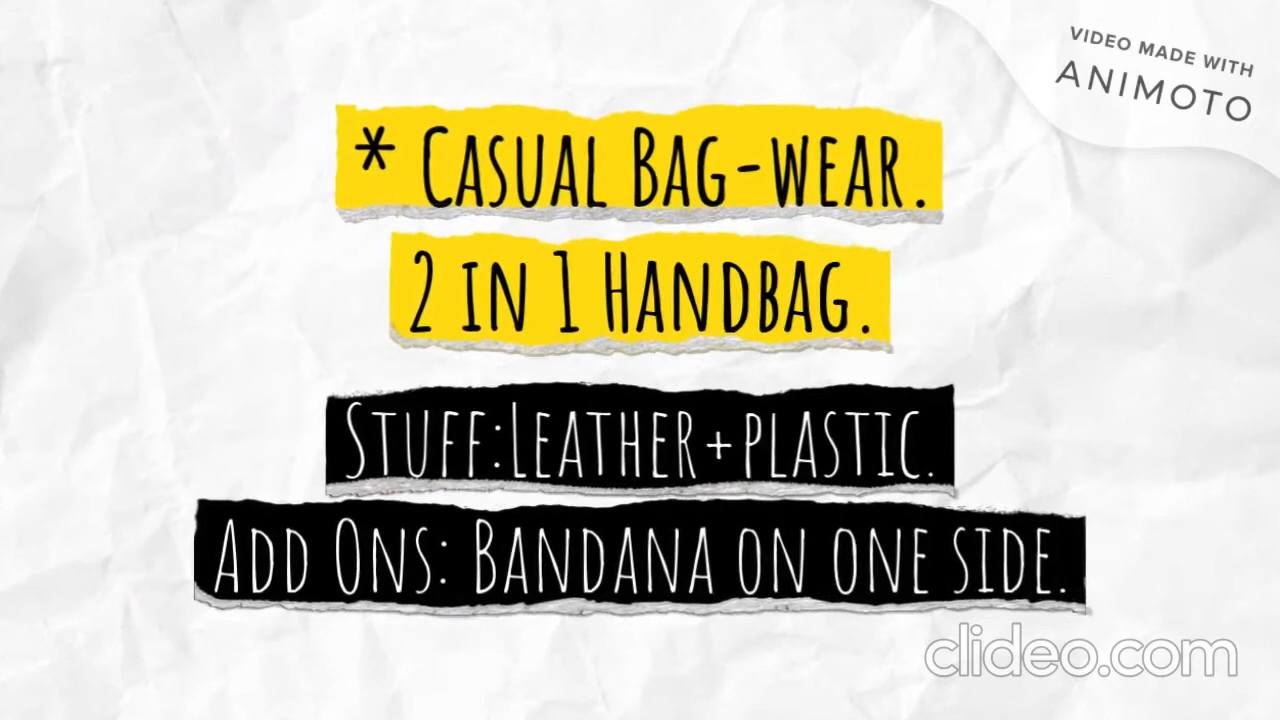 VIDEO MADE WITH
ANIMOTO
* Casual Bag-wear.
2 in 1 Handbag.
Stuff:Leather+plastic.
Add Ons: Bandana on one side.
clideo.com